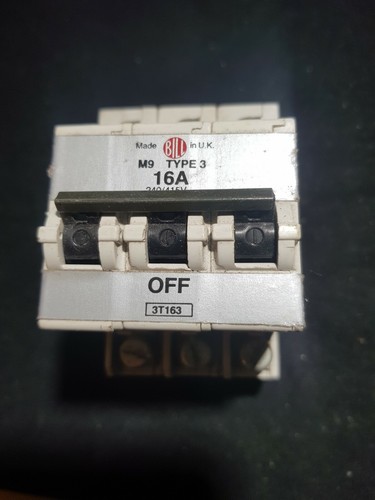 Made BILL in U.K.
M9 TYPE 3
16A
240/415V
OFF
3T163